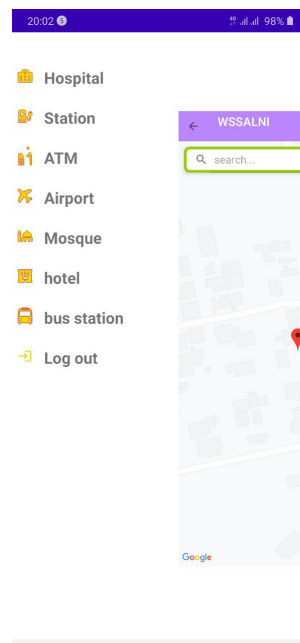 20:02
98%
Hospital
Station
WSSALNI
ATM
search...
Airport
Mosque
hotel
bus station
Log out
Google